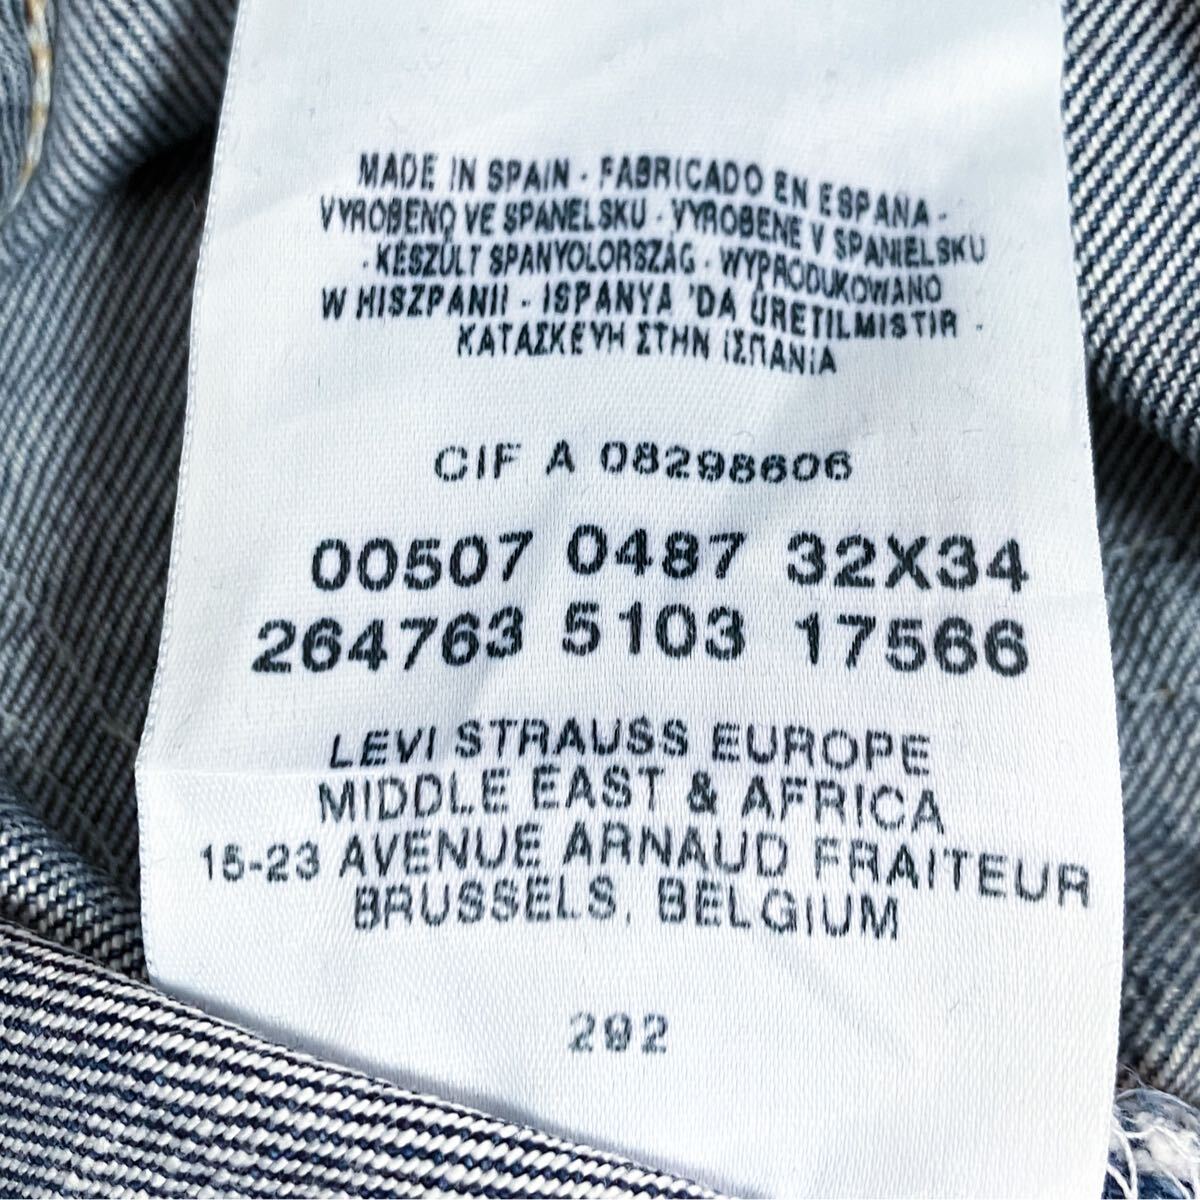 MADE IN SPAIN · FABRICADO EN ESPANA ·
VYROBENO VE SPANELSKU · VYROBENE V SPANIELSKU
· KÉSZÜLT SPANYOLORSZÁG · WYPRODUKOWANO
W HISZPANII · ISPANYA 'DA ÜRETILMISTIR ·
ΚΑΤΑΣΚΕΥΗ ΣΤΗΝ ΙΣΠΑΝΙΑ
CIF A 08298606
00507 0487 32X34
264763 5103 17566
LEVI STRAUSS EUROPE
MIDDLE EAST & AFRICA
15-23 AVENUE ARNAUD FRAITEUR
BRUSSELS, BELGIUM
292